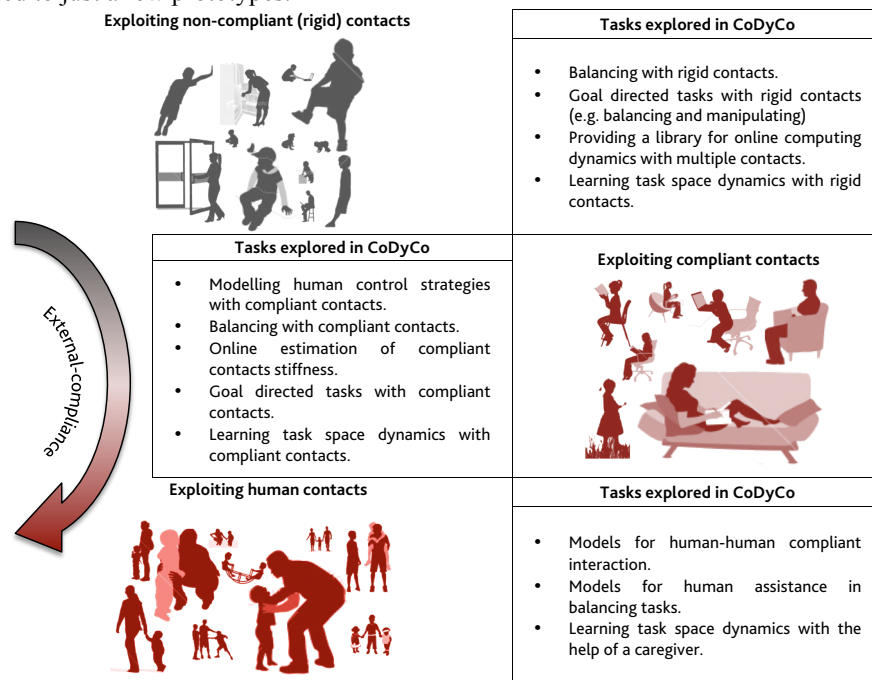 to just a few prototypes.
Exploiting non-compliant (rigid) contacts
Tasks explored in CoDyCo
• Balancing with rigid contacts.
• Goal directed tasks with rigid contacts
(e.g. balancing and manipulating)
• Providing a library for online computing
dynamics with multiple contacts.
• Learning task space dynamics with rigid
contacts.
External-compliance
Tasks explored in CoDyCo
• Modelling human control strategies
with compliant contacts.
• Balancing with compliant contacts.
• Online estimation of compliant
contacts stiffness.
• Goal directed tasks with compliant
contacts.
• Learning task space dynamics with
compliant contacts.
Exploiting compliant contacts
Exploiting human contacts
Tasks explored in CoDyCo
• Models for human-human compliant
interaction.
• Models for human assistance in
balancing tasks.
• Learning task space dynamics with the
help of a caregiver.